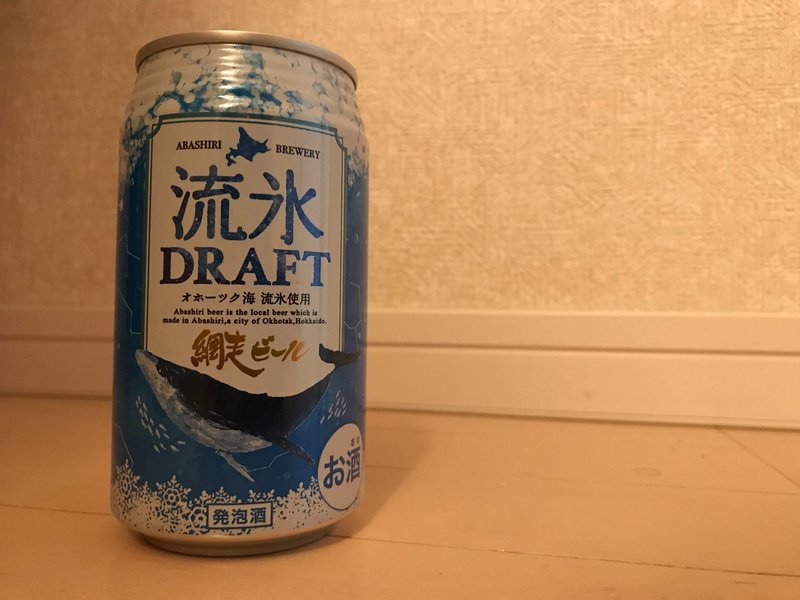 ABASHIRI BREWERY
流氷
DRAFT
オホーツク海 流氷使用
Abashiri beer is the local beer which is
made in Abashiri,a city of Okhotsk,Hokkaido.
網走ビール
お酒
発泡酒